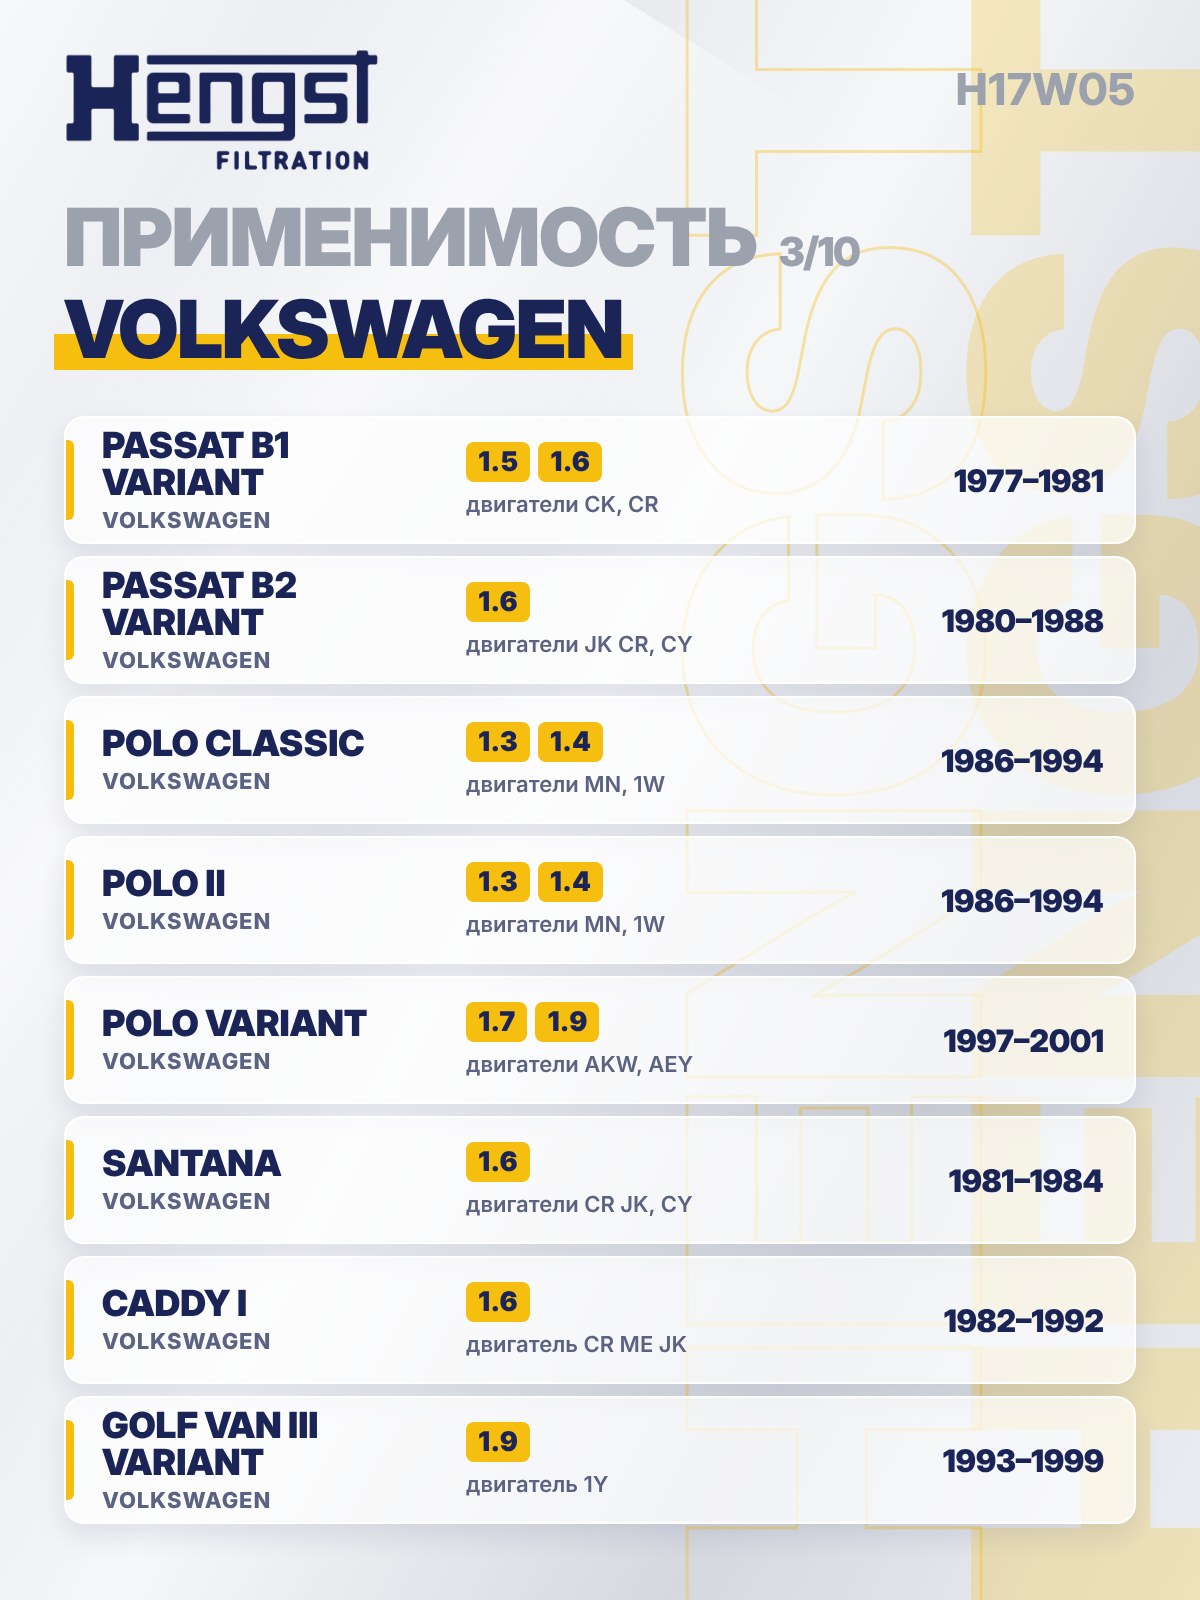 Hengst
FILTRATION
H17W05
ПРИМЕНИМОСТЬ 3/10
VOLKSWAGEN
PASSAT B1
VARIANT
VOLKSWAGEN
1.5 1.6
двигатели CK, CR
1977–1981
PASSAT B2
VARIANT
VOLKSWAGEN
1.6
двигатели JK CR, CY
1980–1988
POLO CLASSIC
VOLKSWAGEN
1.3 1.4
двигатели MN, 1W
1986–1994
POLO II
VOLKSWAGEN
1.3 1.4
двигатели MN, 1W
1986–1994
POLO VARIANT
VOLKSWAGEN
1.7 1.9
двигатели AKW, AEY
1997–2001
SANTANA
VOLKSWAGEN
1.6
двигатели CR JK, CY
1981–1984
CADDY I
VOLKSWAGEN
1.6
двигатель CR ME JK
1982–1992
GOLF VAN III
VARIANT
VOLKSWAGEN
1.9
двигатель 1Y
1993–1999
HENGST
HENGST